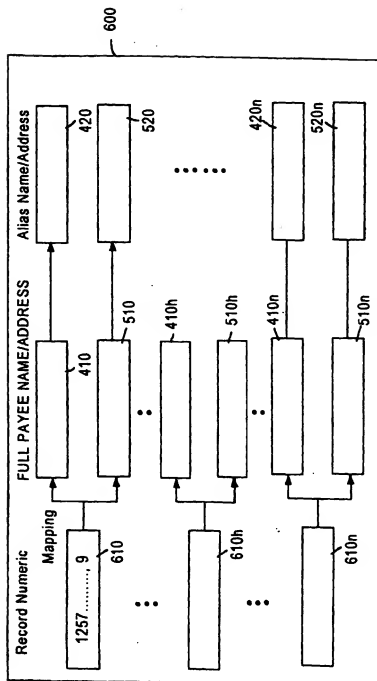 600
Record Numeric
FULL PAYEE NAME/ADDRESS
Alias Name/Address
Mapping
1257.........., 9
610
410
420
510
520
610h
410h
510h
610n
410n
420n
510n
520n